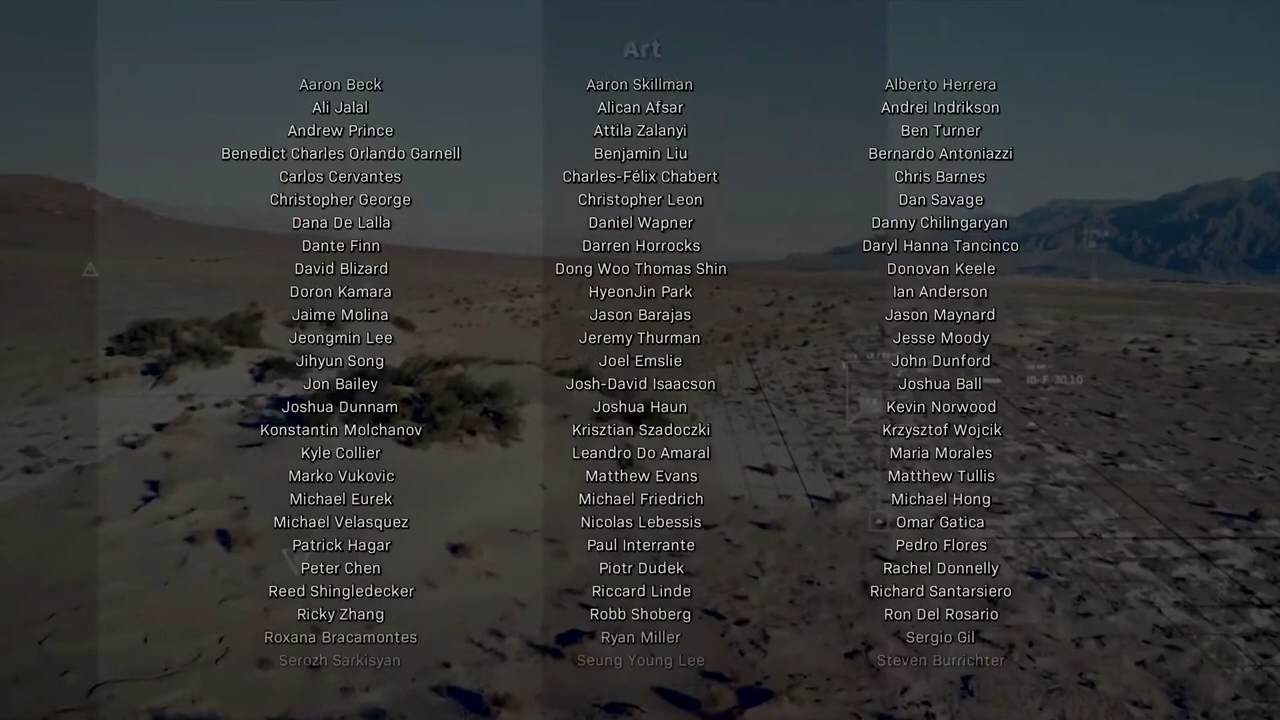 Art
Aaron Beck Aaron Skillman Alberto Herrera
Ali Jalal Alican Afsar Andrei Indrikson
Andrew Prince Attila Zalanyi Ben Turner
Benedict Charles Orlando Garnell Benjamin Liu Bernardo Antoniazzi
Carlos Cervantes Charles-Félix Chabert Chris Barnes
Christopher George Christopher Leon Dan Savage
Dana De Lalla Daniel Wapner Danny Chilingaryan
Dante Finn Darren Horrocks Daryl Hanna Tancinco
David Blizard Dong Woo Thomas Shin Donovan Keele
Doron Kamara HyeonJin Park Ian Anderson
Jaime Molina Jason Barajas Jason Maynard
Jeongmin Lee Jeremy Thurman Jesse Moody
Jihyun Song Joel Emslie John Dunford
Jon Bailey Josh-David Isaacson Joshua Ball
ID-F 30.10
Joshua Dunnam Joshua Haun Kevin Norwood
Konstantin Molchanov Krisztian Szadoczki Krzysztof Wojcik
Kyle Collier Leandro Do Amaral Maria Morales
Marko Vukovic Matthew Evans Matthew Tullis
Michael Eurek Michael Friedrich Michael Hong
Michael Velasquez Nicolas Lebessis Omar Gatica
Patrick Hagar Paul Interrante Pedro Flores
Peter Chen Piotr Dudek Rachel Donnelly
Reed Shingledecker Riccard Linde Richard Santarsiero
Ricky Zhang Robb Shoberg Ron Del Rosario
Roxana Bracamontes Ryan Miller Sergio Gil
Serozh Sarkisyan Seung Young Lee Steven Burrichter